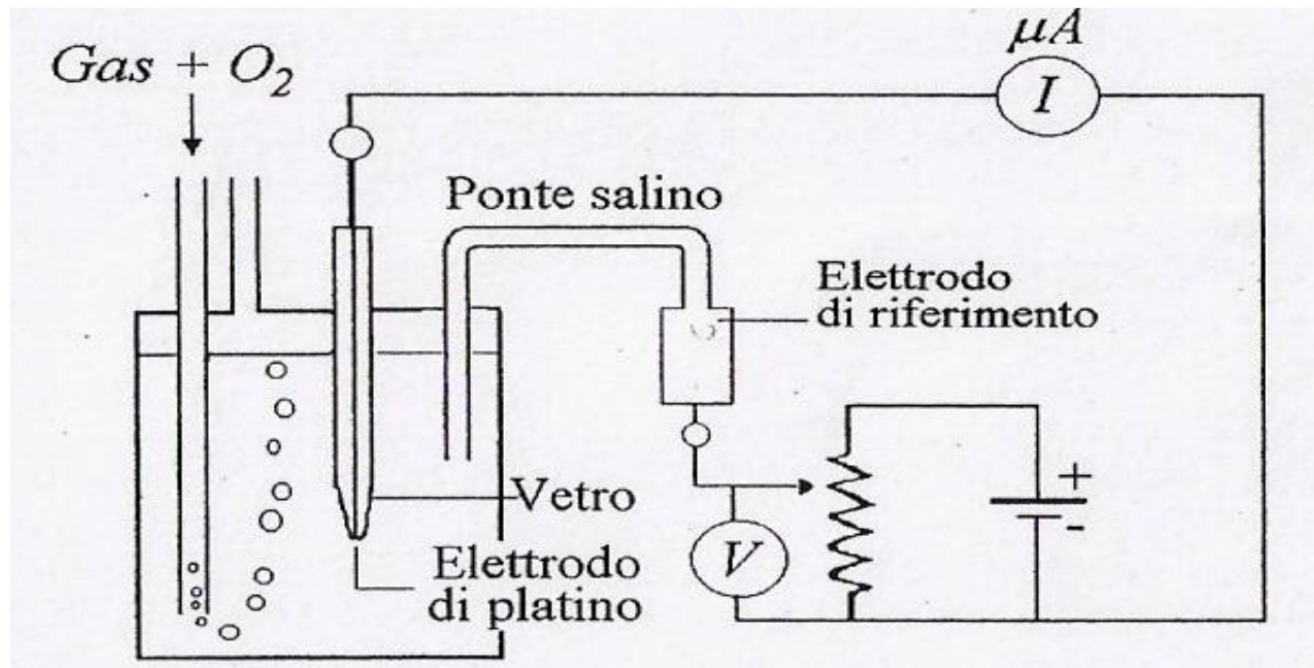 μA
Gas + O₂
I
Ponte salino
Elettrodo
di riferimento
+
-
Vetro
V
Elettrodo
di platino